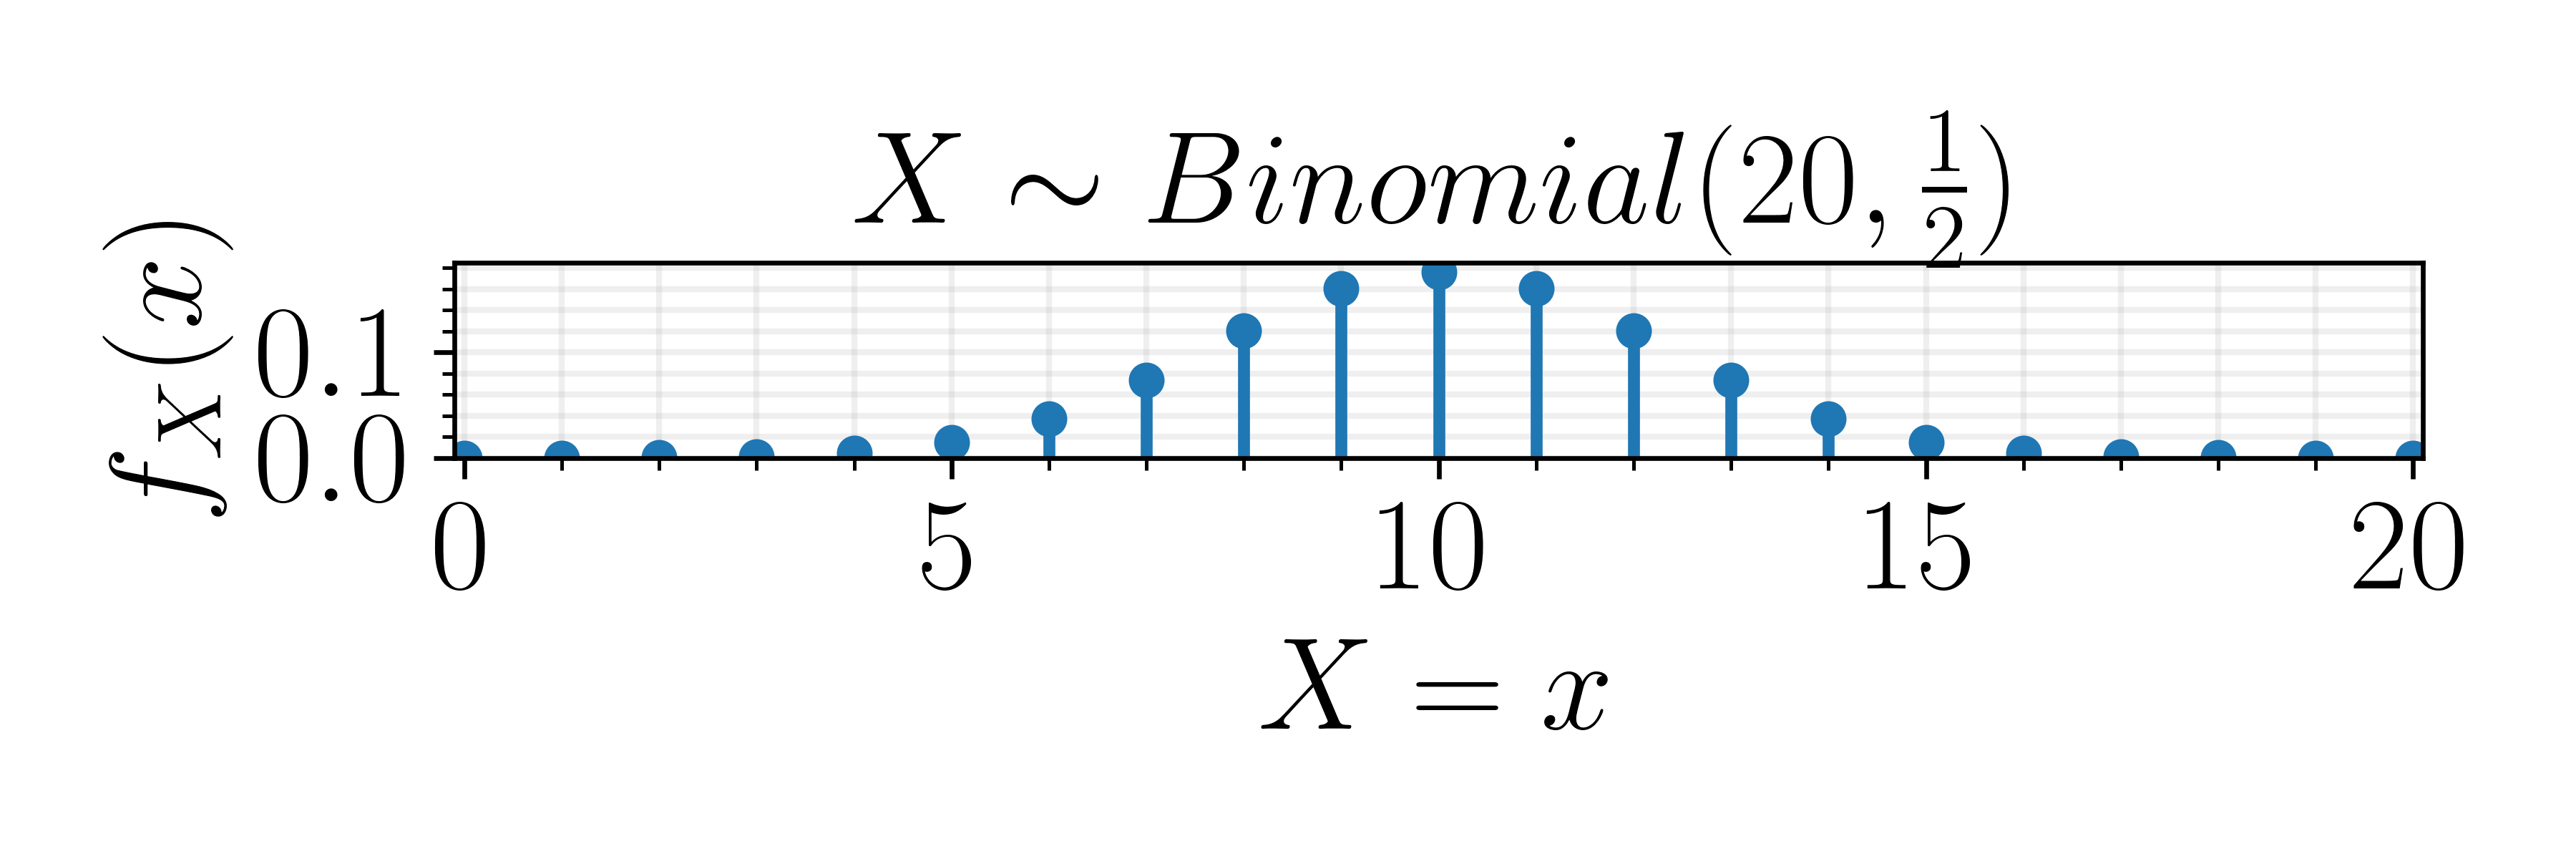 X ∼ Binomial(20, 1/2)
f_X(x)
0.1
0.0
0 5 10 15 20
X = x